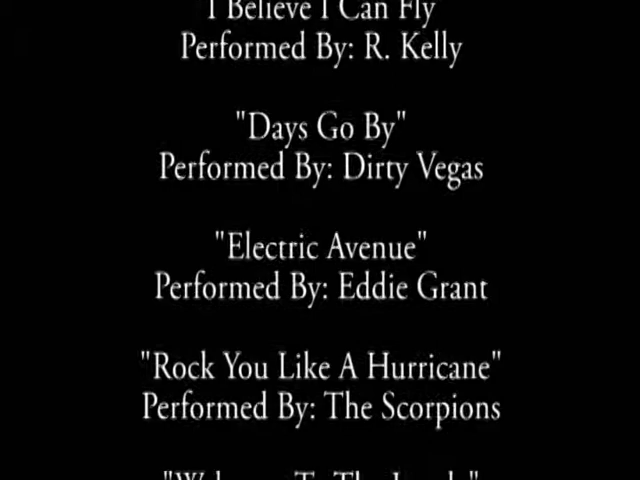 I Believe I Can Fly
Performed By: R. Kelly
"Days Go By"
Performed By: Dirty Vegas
"Electric Avenue"
Performed By: Eddie Grant
"Rock You Like A Hurricane"
Performed By: The Scorpions